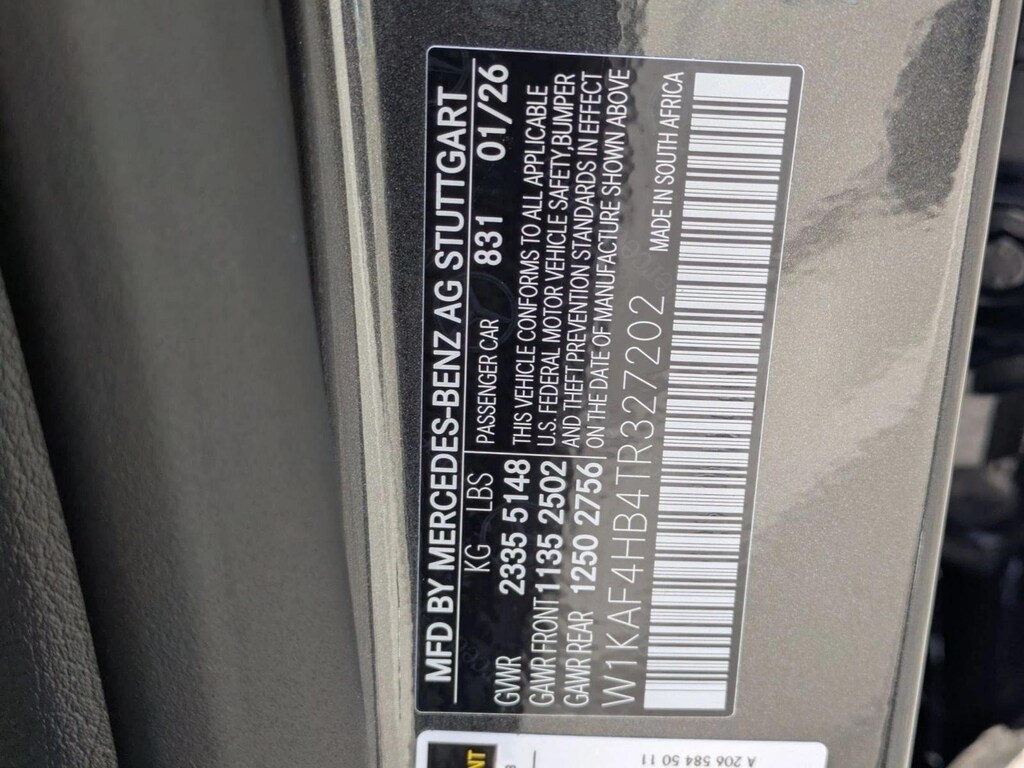 MFD BY MERCEDES-BENZ AG STUTTGART
KG LBS PASSENGER CAR 831 01/26
GWR 2335 5148 THIS VEHICLE CONFORMS TO ALL APPLICABLE
GAWR FRONT 1135 2502 U.S. FEDERAL MOTOR VEHICLE SAFETY,BUMPER
GAWR REAR 1250 2756 AND THEFT PREVENTION STANDARDS IN EFFECT
ON THE DATE OF MANUFACTURE SHOWN ABOVE
W1KAF4HB4TR327202 MADE IN SOUTH AFRICA
NT
A 206 584 50 11